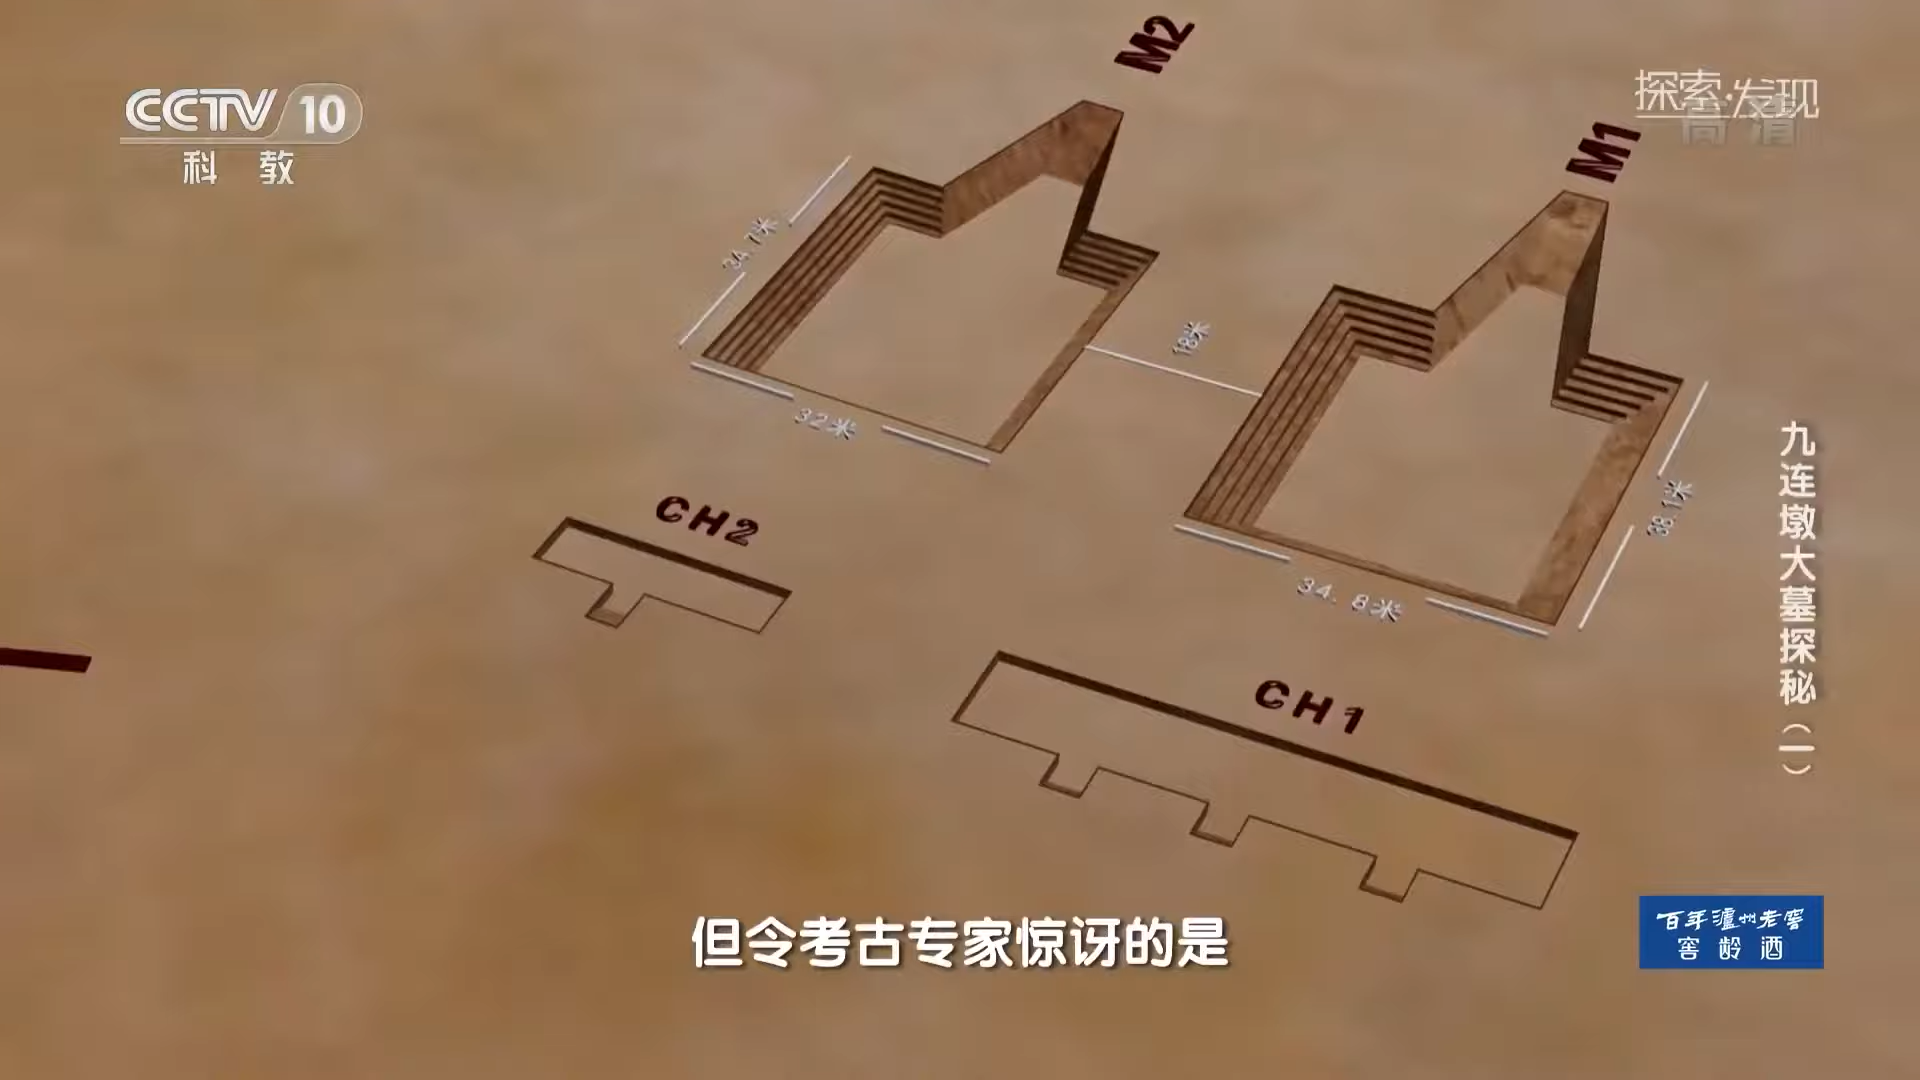 M2
CCTV 10
科 教
探索·发现
高清
M1
34.7米
18米
32米
38.1米
34.8米
CH2
CH1
九连墩大墓探秘（一）
但令考古专家惊讶的是
百年泸州老窖
窖 龄 酒